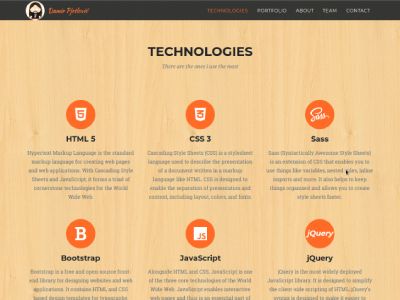 Damir Pjetlović
TECHNOLOGIES PORTFOLIO ABOUT TEAM CONTACT
TECHNOLOGIES
These are the ones I use the most
HTML 5
Hypertext Markup Language is the standard
markup language for creating web pages
and web applications. With Cascading Style
Sheets and JavaScript, it forms a triad of
cornerstone technologies for the World
Wide Web.
CSS 3
Cascading Style Sheets (CSS) is a stylesheet
language used to describe the presentation
of a document written in a markup
language like HTML. CSS is designed to
enable the separation of presentation and
content, including layout, colors, and fonts.
Sass
Sass
Sass (Syntactically Awesome Style Sheets)
is an extension of CSS that enables you to
use things like variables, nested rules, inline
imports and more. It also helps to keep
things organised and allows you to create
style sheets faster.
B
Bootstrap
Bootstrap is a free and open source front-
end library for designing websites and web
applications. It contains HTML and CSS
based design templates for typography,
JS
JavaScript
Alongside HTML and CSS, JavaScript is one
of the three core technologies of the World
Wide Web. JavaScript enables interactive
web pages and thus is an essential part of
jQuery
jQuery
jQuery is the most widely deployed
JavaScript library. It is designed to simplify
the client-side scripting of HTML. jQuery's
syntax is designed to make it easier to